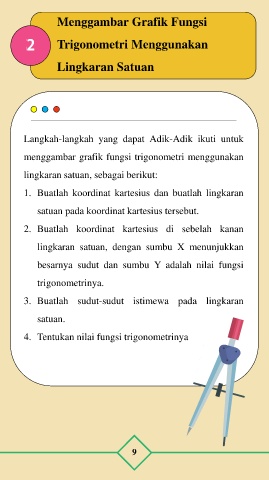 2
Menggambar Grafik Fungsi
Trigonometri Menggunakan
Lingkaran Satuan
Langkah-langkah yang dapat Adik-Adik ikuti untuk
menggambar grafik fungsi trigonometri menggunakan
lingkaran satuan, sebagai berikut:
1. Buatlah koordinat kartesius dan buatlah lingkaran
satuan pada koordinat kartesius tersebut.
2. Buatlah koordinat kartesius di sebelah kanan
lingkaran satuan, dengan sumbu X menunjukkan
besarnya sudut dan sumbu Y adalah nilai fungsi
trigonometrinya.
3. Buatlah sudut-sudut istimewa pada lingkaran
satuan.
4. Tentukan nilai fungsi trigonometrinya
9